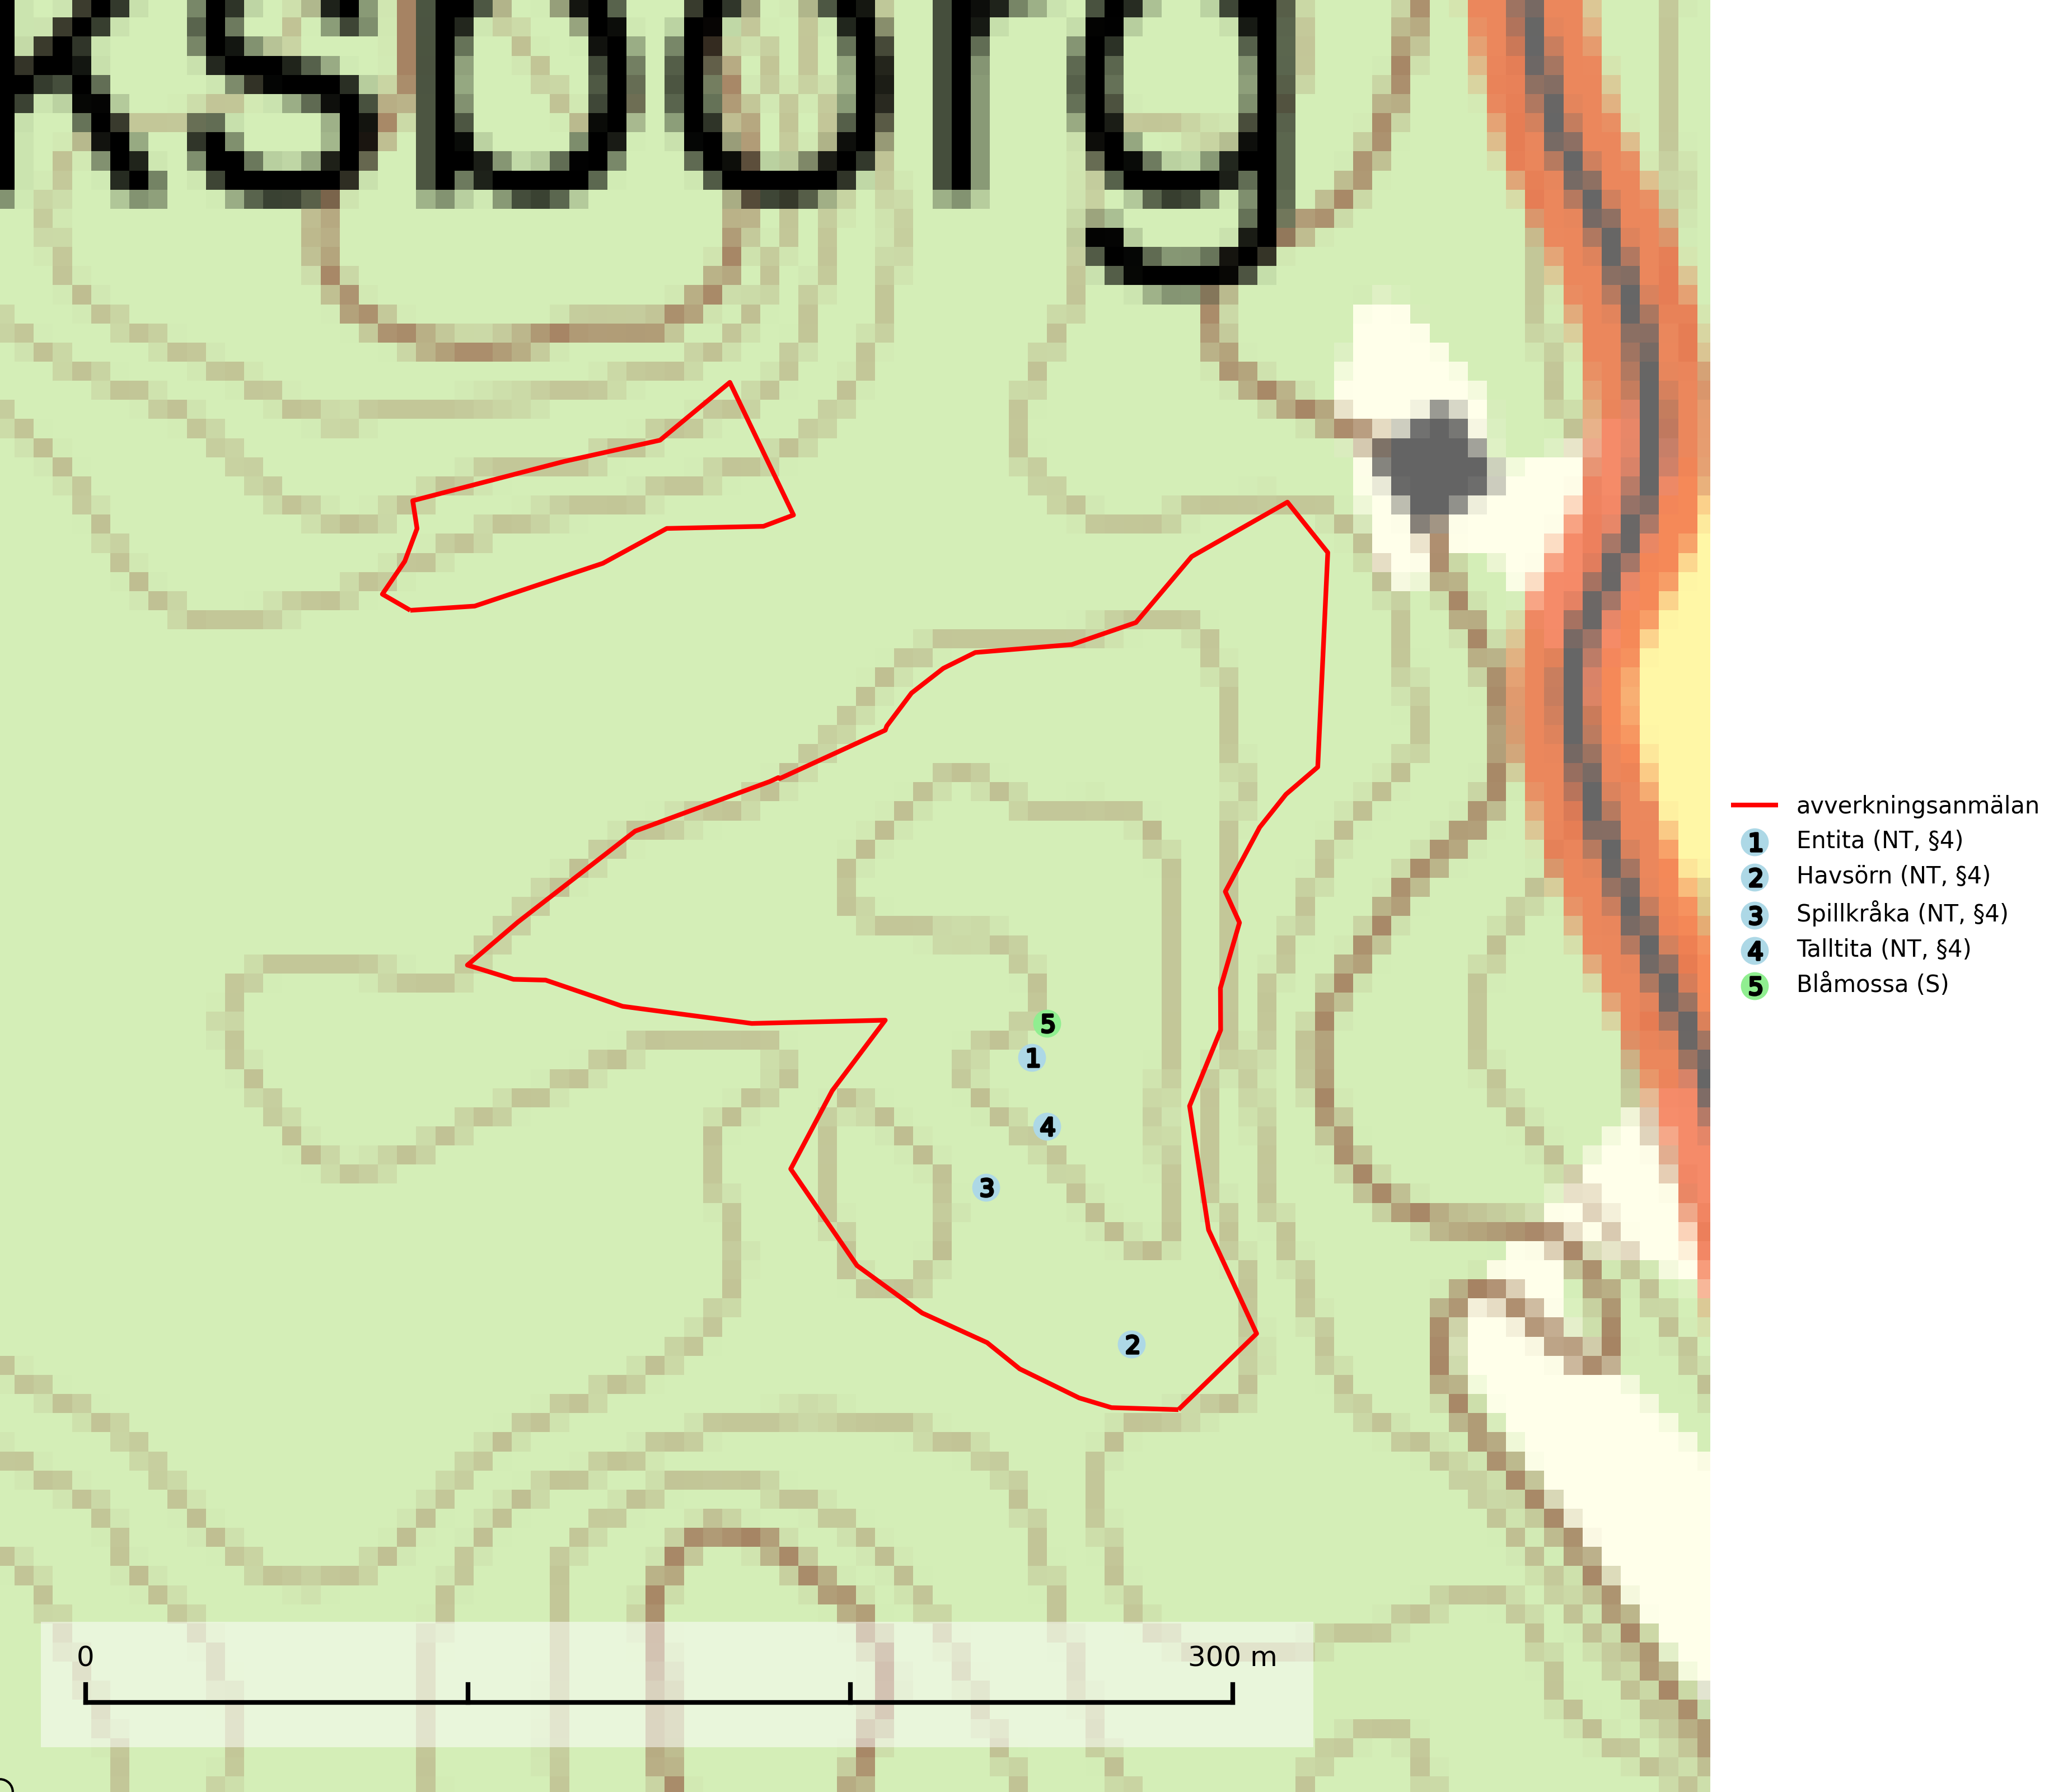 ksborg
avverkningsanmälan
1 Entita (NT, §4)
2 Havsörn (NT, §4)
3 Spillkråka (NT, §4)
4 Talltita (NT, §4)
5 Blåmossa (S)
5
1
4
3
2
0 300 m